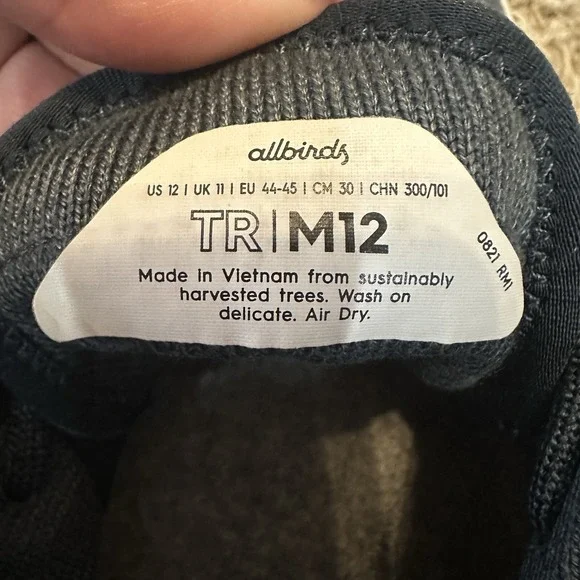 allbirds
US 12 | UK 11 | EU 44-45 | CM 30 | CHN 300/101
TR | M12
Made in Vietnam from sustainably
harvested trees. Wash on
delicate. Air Dry.
0821 RM1